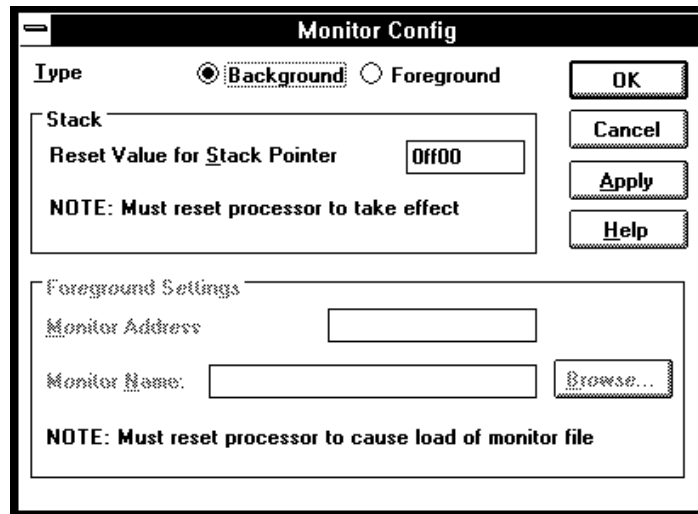 Monitor Config
Type Background Foreground
OK
Stack
Cancel
Reset Value for Stack Pointer 0ff00
Apply
NOTE: Must reset processor to take effect
Help
Foreground Settings
Monitor Address
Monitor Name: Browse...
NOTE: Must reset processor to cause load of monitor file